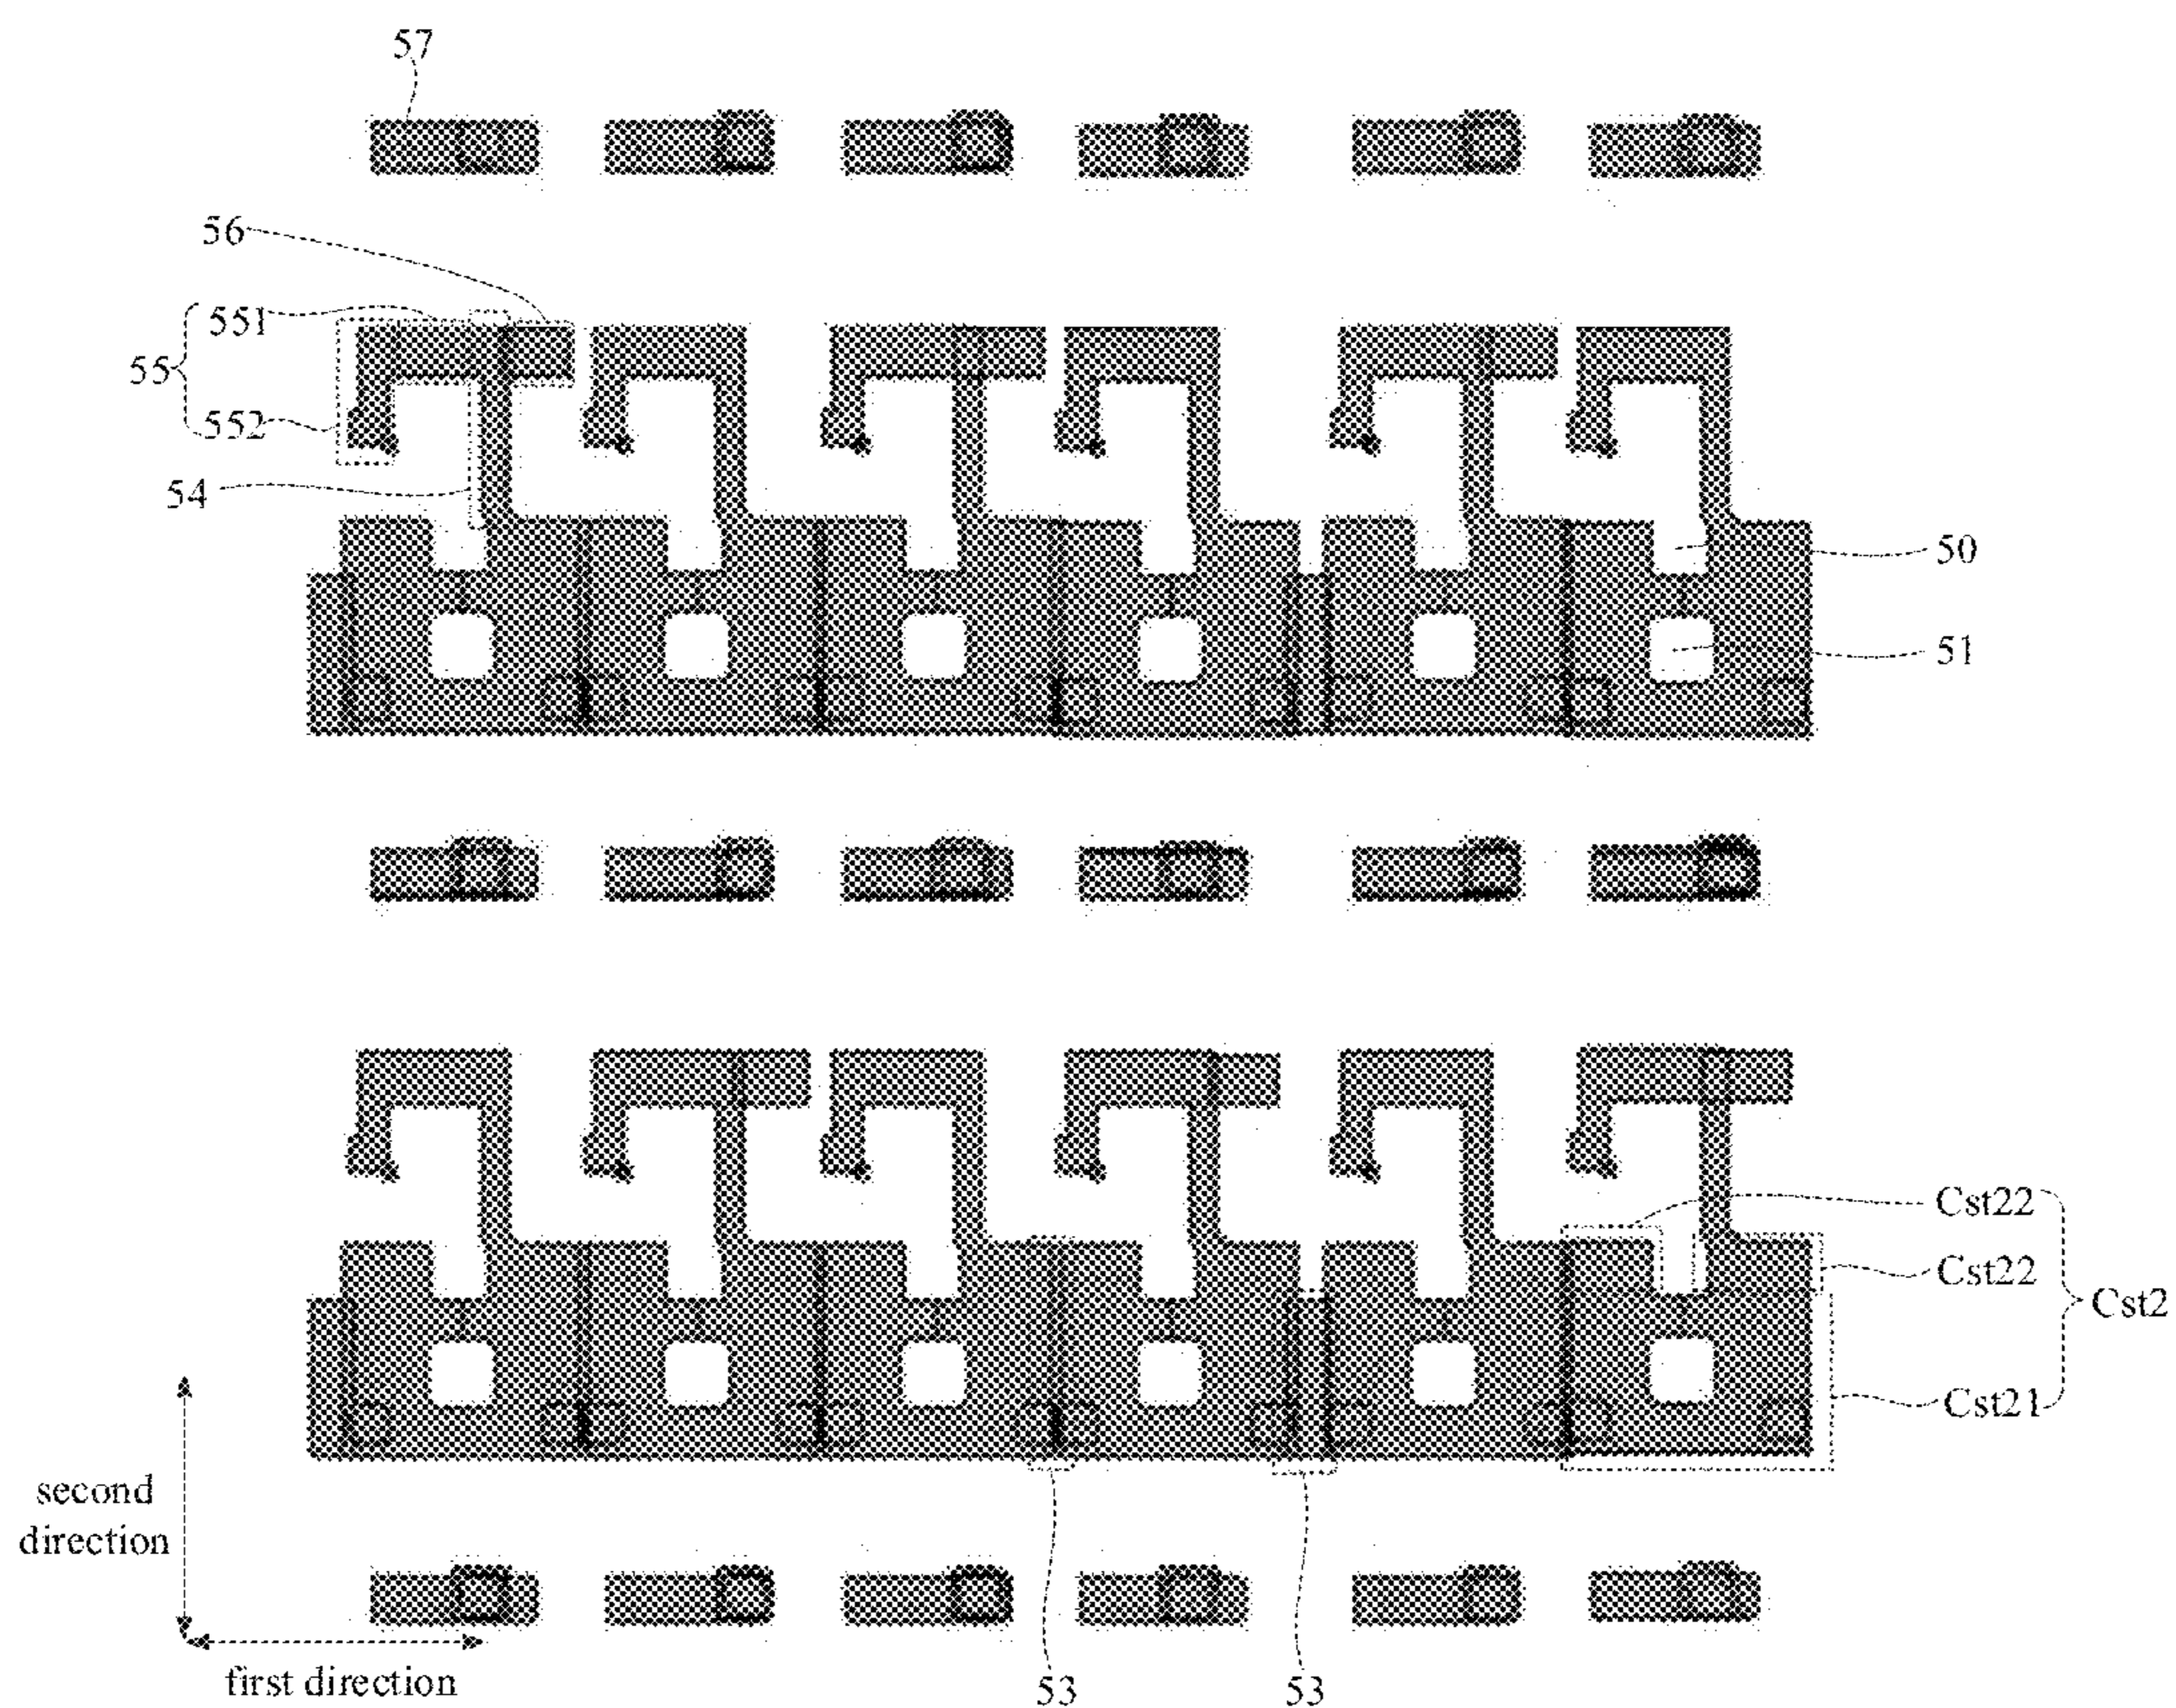 57
56
551
55
552
54
50
51
Cst22
Cst22
Cst2
Cst21
second
direction
first direction
53
53